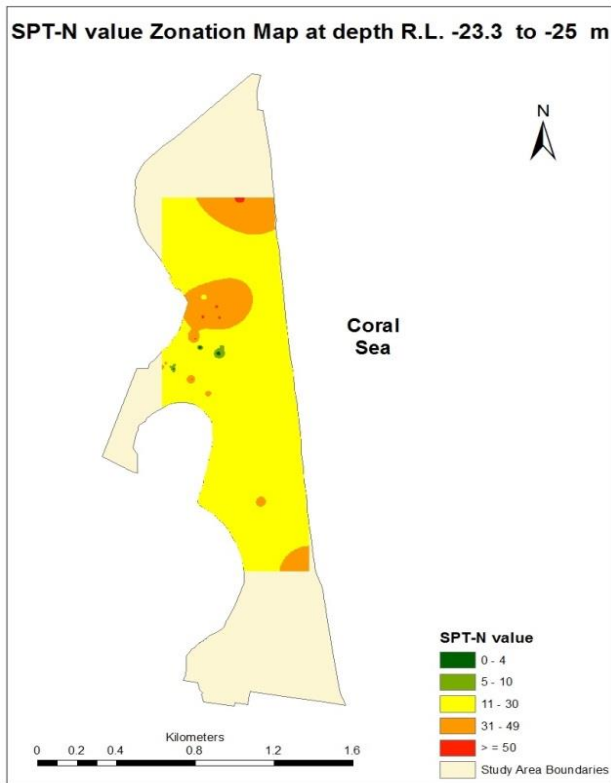 SPT-N value Zonation Map at depth R.L. -23.3 to -25 m
N
Coral
Sea
SPT-N value
0 - 4
5 - 10
11 - 30
31 - 49
> = 50
Study Area Boundaries
Kilometers
0 0.2 0.4 0.8 1.2 1.6